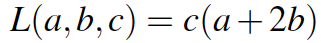 L(a,b,c) = c(a+2b)